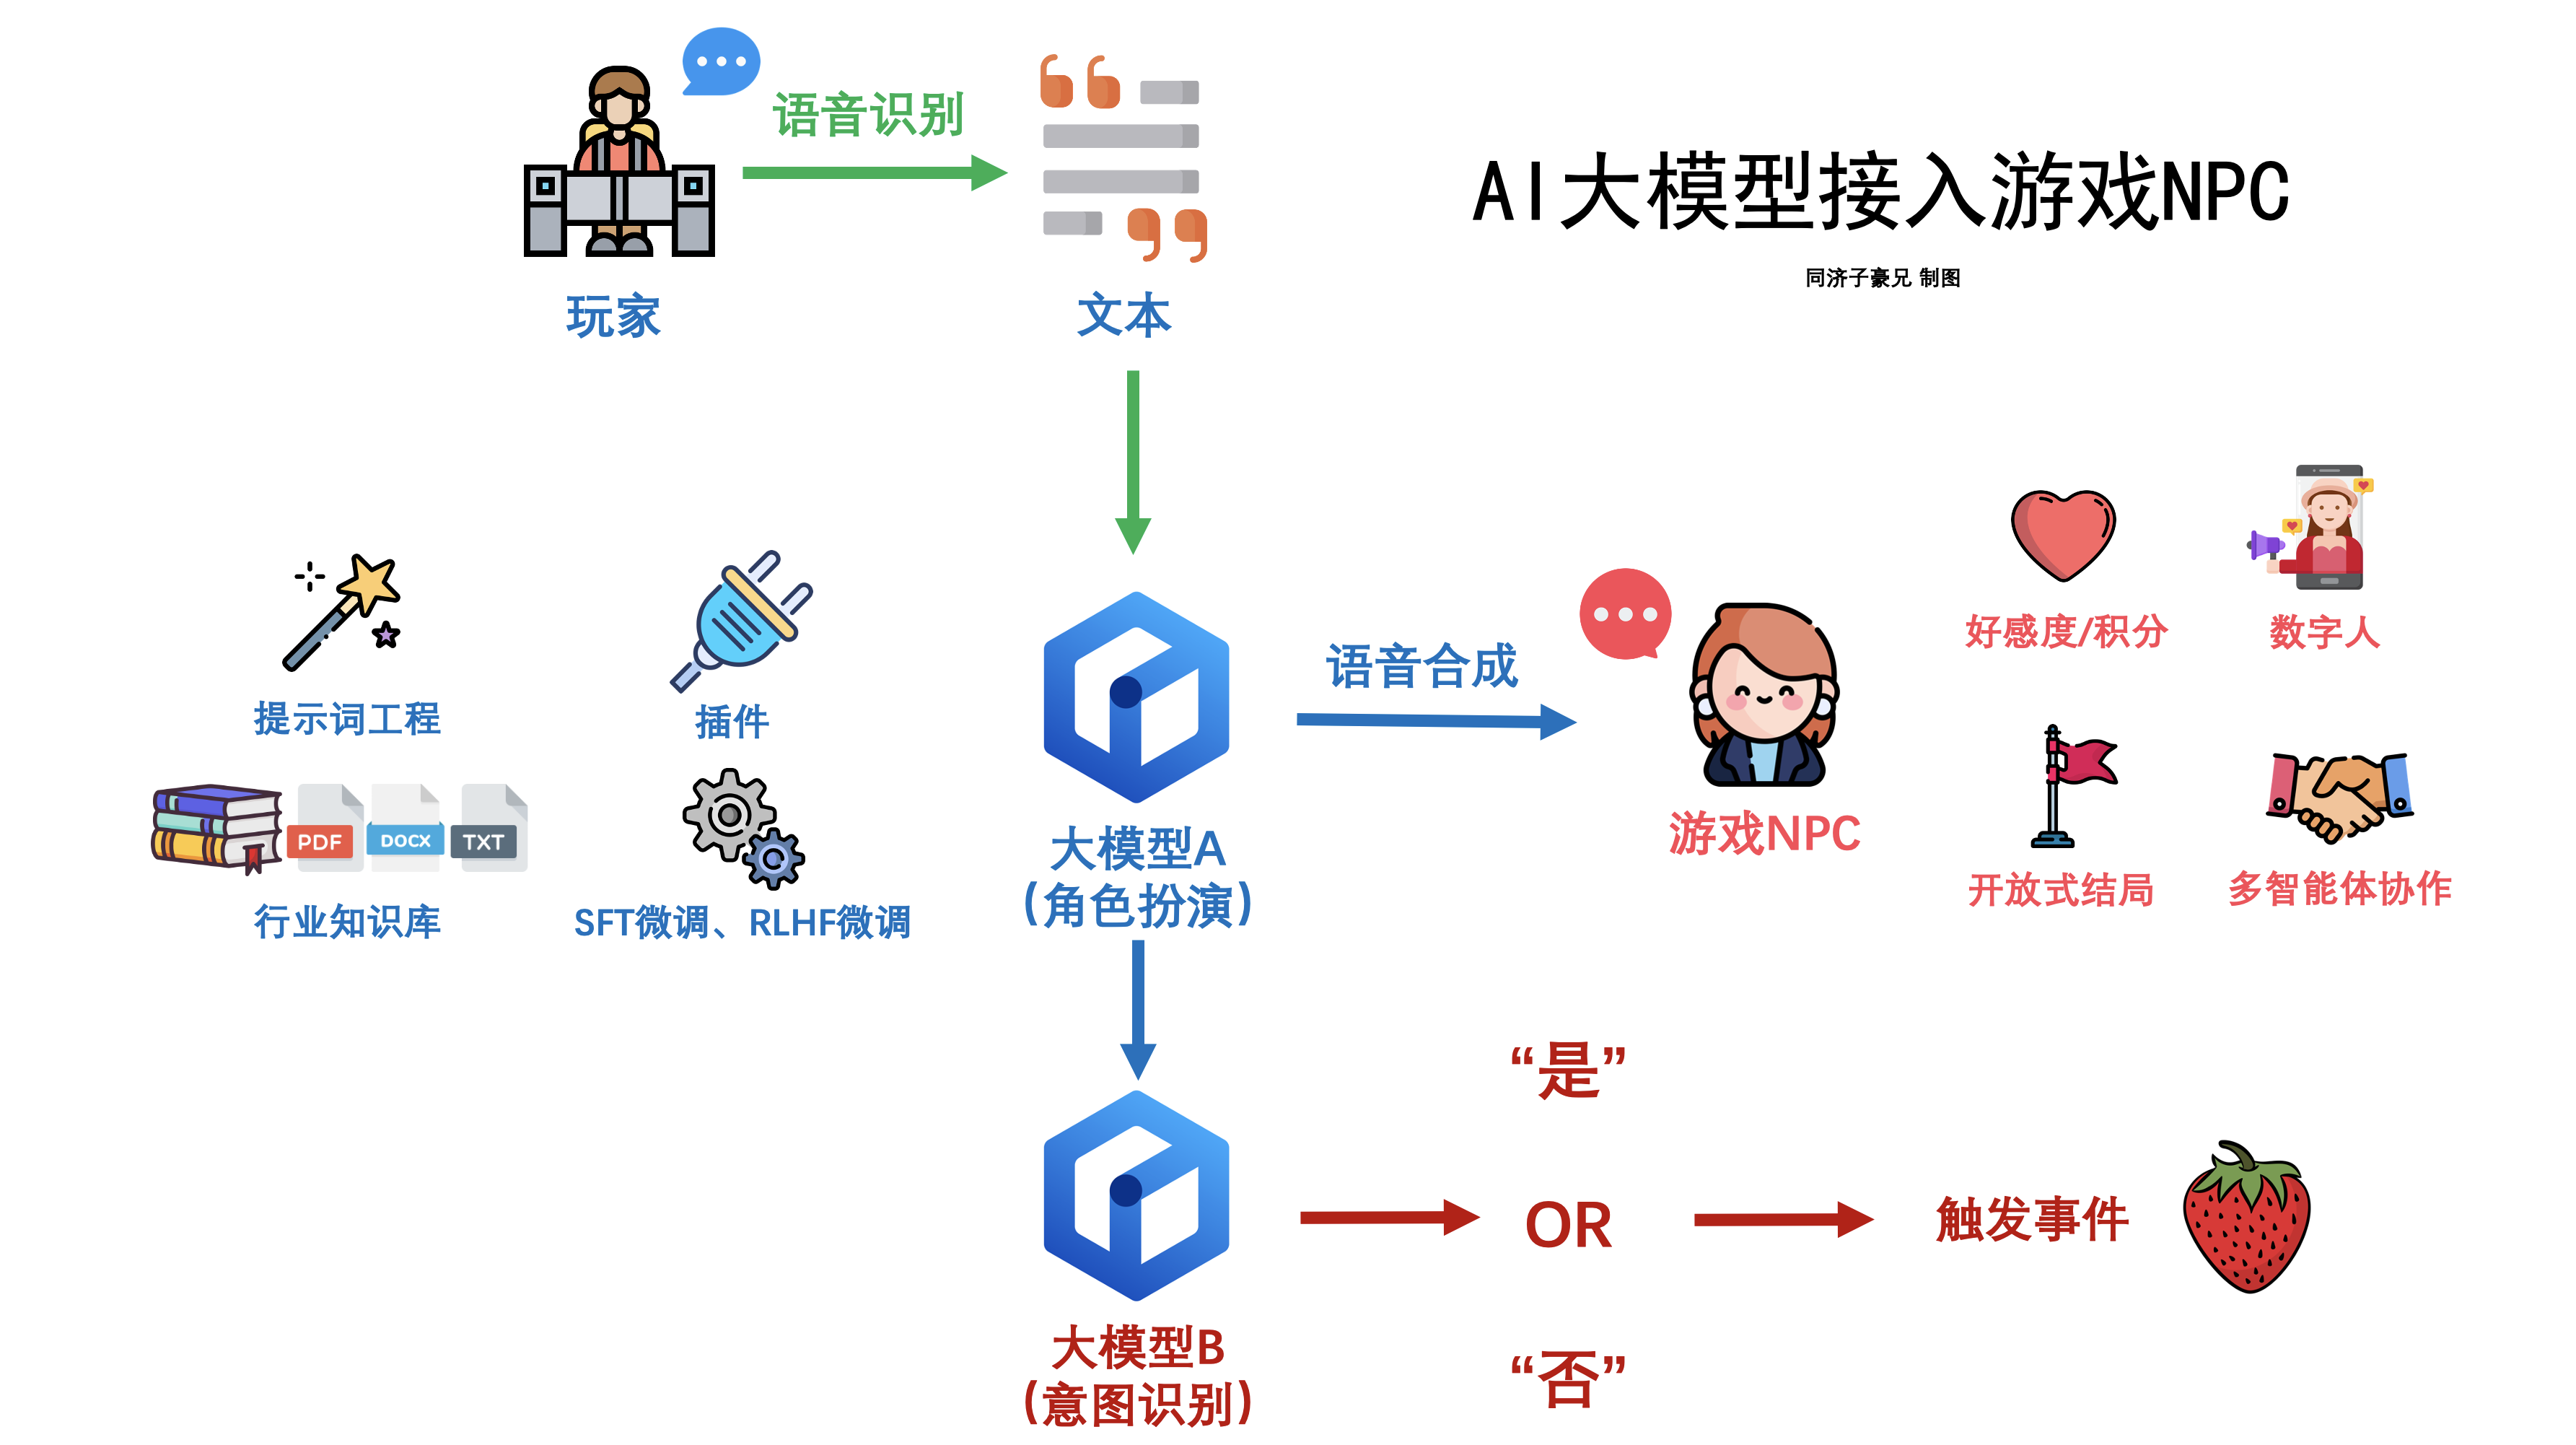 语音识别
AI大模型接入游戏NPC
同济子豪兄 制图
玩家
文本
提示词工程
插件
PDF
DOCX
TXT
行业知识库
SFT微调、RLHF微调
大模型A
(角色扮演)
语音合成
游戏NPC
好感度/积分
数字人
开放式结局
多智能体协作
大模型B
(意图识别)
“是”
OR
“否”
触发事件